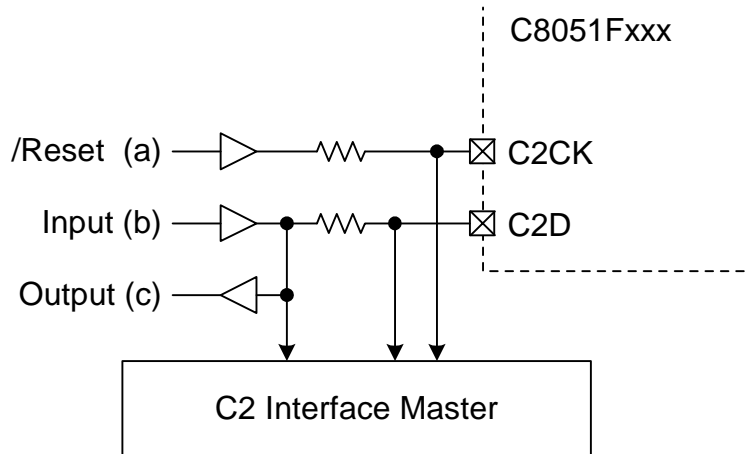 C8051Fxxx
/Reset (a)
C2CK
Input (b)
C2D
Output (c)
C2 Interface Master